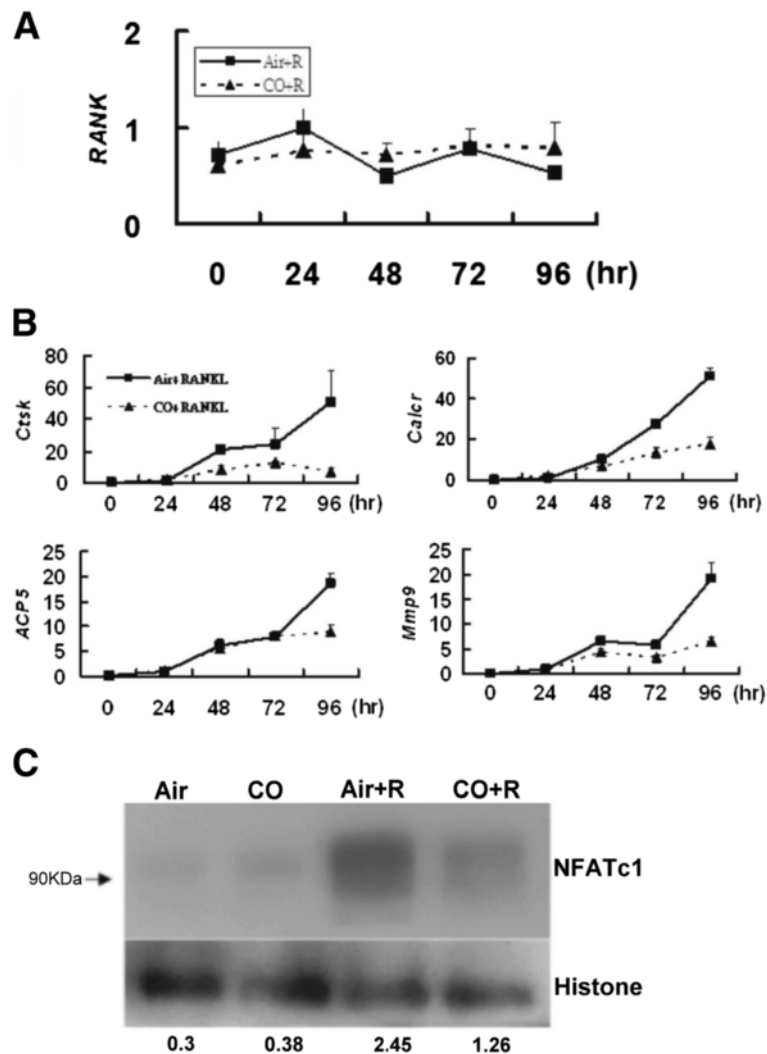 A
RANK
2
1
0
Air+R
CO+R
0 24 48 72 96 (hr)
B
Ctsk
80
60
40
20
0
Air+RANKL
CO+RANKL
0 24 48 72 96 (hr)
Calcr
60
40
20
0
0 24 48 72 96 (hr)
ACP5
25
20
15
10
5
0
0 24 48 72 96 (hr)
Mmp9
25
20
15
10
5
0
0 24 48 72 96 (hr)
C
Air CO Air+R CO+R
90KDa
NFATc1
Histone
0.3 0.38 2.45 1.26